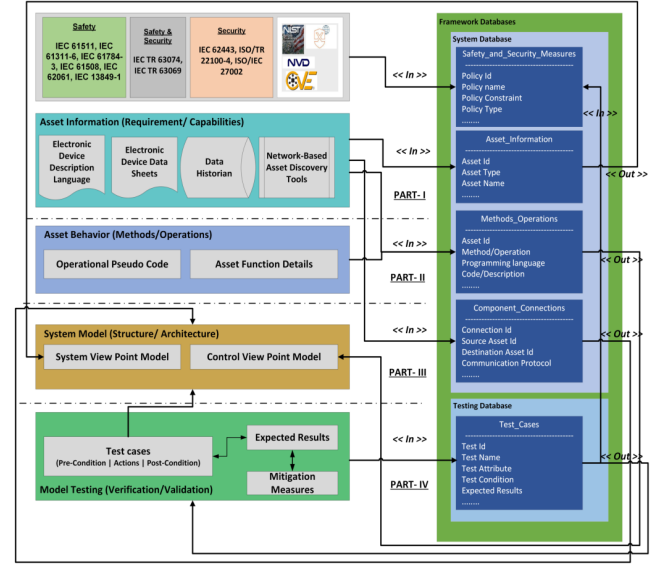 Safety
IEC 61511, IEC
61311-6, IEC 61784-
3, IEC 61508, IEC
62061, IEC 13849-1
Safety &
Security
IEC TR 63074,
IEC TR 63069
Security
IEC 62443, ISO/TR
22100-4, ISO/IEC
27002
NIST
NVD
CVE
<< In >>
Asset Information (Requirement/ Capabilities)
Electronic
Device
Description
Language
Electronic
Device Data
Sheets
Data
Historian
Network-Based
Asset Discovery
Tools
<< In >>
PART- I
Asset Behavior (Methods/Operations)
Operational Pseudo Code
Asset Function Details
<< In >>
PART- II
System Model (Structure/ Architecture)
System View Point Model
Control View Point Model
<< In >>
PART- III
Test cases
(Pre-Condition | Actions | Post-Condition)
Expected Results
Mitigation
Measures
Model Testing (Verification/Validation)
<< In >>
PART- IV
Framework Databases
System Database
Safety_and_Security_Measures
Policy Id
Policy name
Policy Constraint
Policy Type
........
<< In >>
Asset_Information
Asset Id
Asset Type
Asset Name
........
<< Out >>
Methods_Operations
Asset Id
Method/Operation
Programming language
Code/Description
........
<< Out >>
Component_Connections
Connection Id
Source Asset Id
Destination Asset Id
Communication Protocol
........
<< Out >>
Testing Database
Test_Cases
Test Id
Test Name
Test Attribute
Test Condition
Expected Results
........
<< Out >>